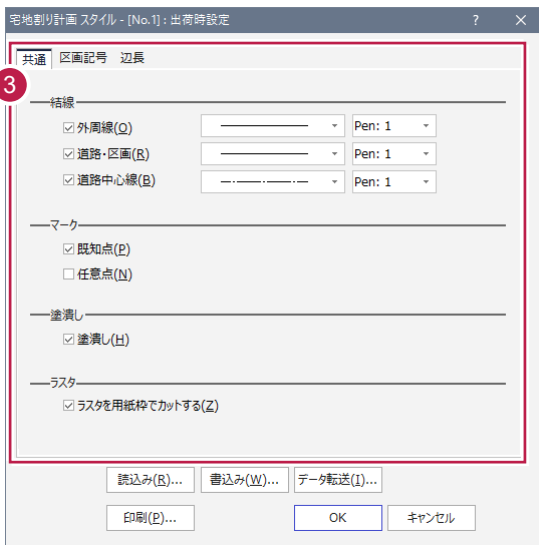 宅地割り計画 スタイル - [No.1] : 出荷時設定 ? ×
共通 区画記号 辺長
3
結線
外周線(O) Pen: 1
道路・区画(R) Pen: 1
道路中心線(B) Pen: 1
マーク
既知点(P)
任意点(N)
塗潰し
塗潰し(H)
ラスタ
ラスタを用紙枠でカットする(Z)
読込み(R)... 書込み(W)... データ転送(I)...
印刷(P)... OK キャンセル